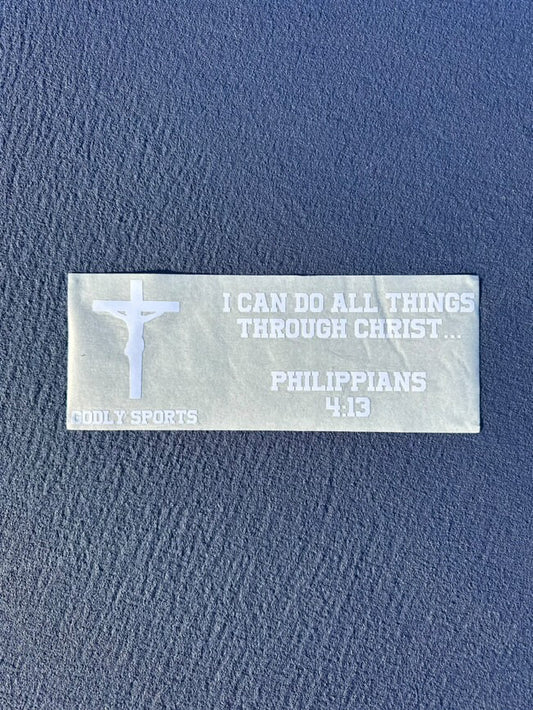 I CAN DO ALL THINGS
THROUGH CHRIST...
PHILIPPIANS
4:13
GODLY SPORTS